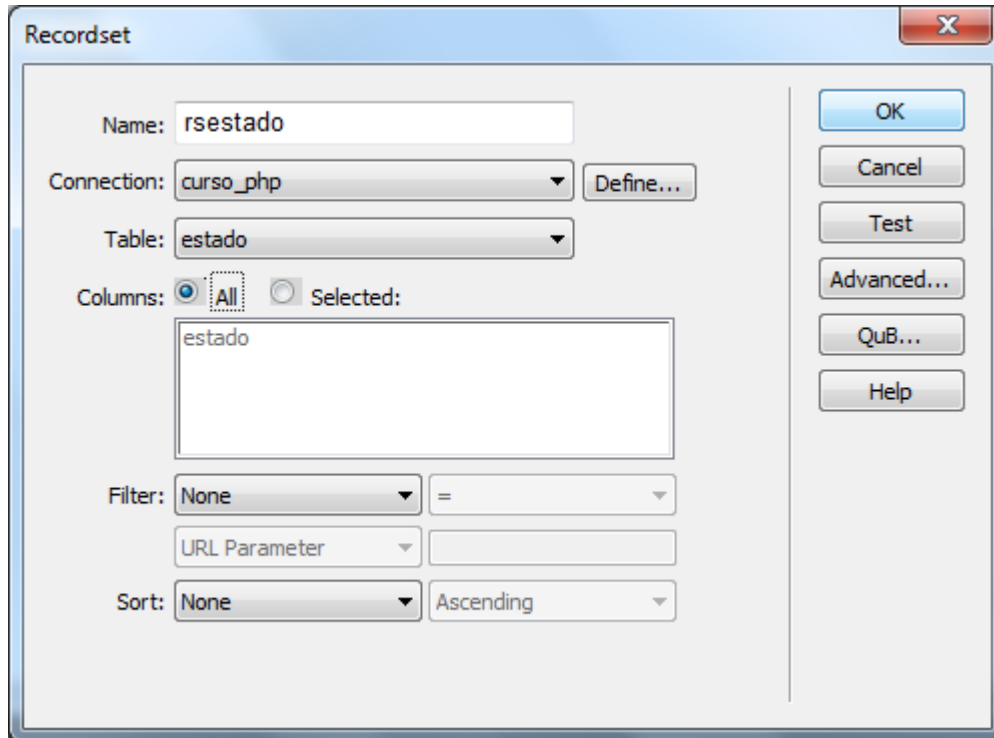 Recordset
Name: rsestado
Connection: curso_php Define...
Table: estado
Columns: All Selected:
estado
Filter: None =
URL Parameter
Sort: None Ascending
OK
Cancel
Test
Advanced...
QuB...
Help